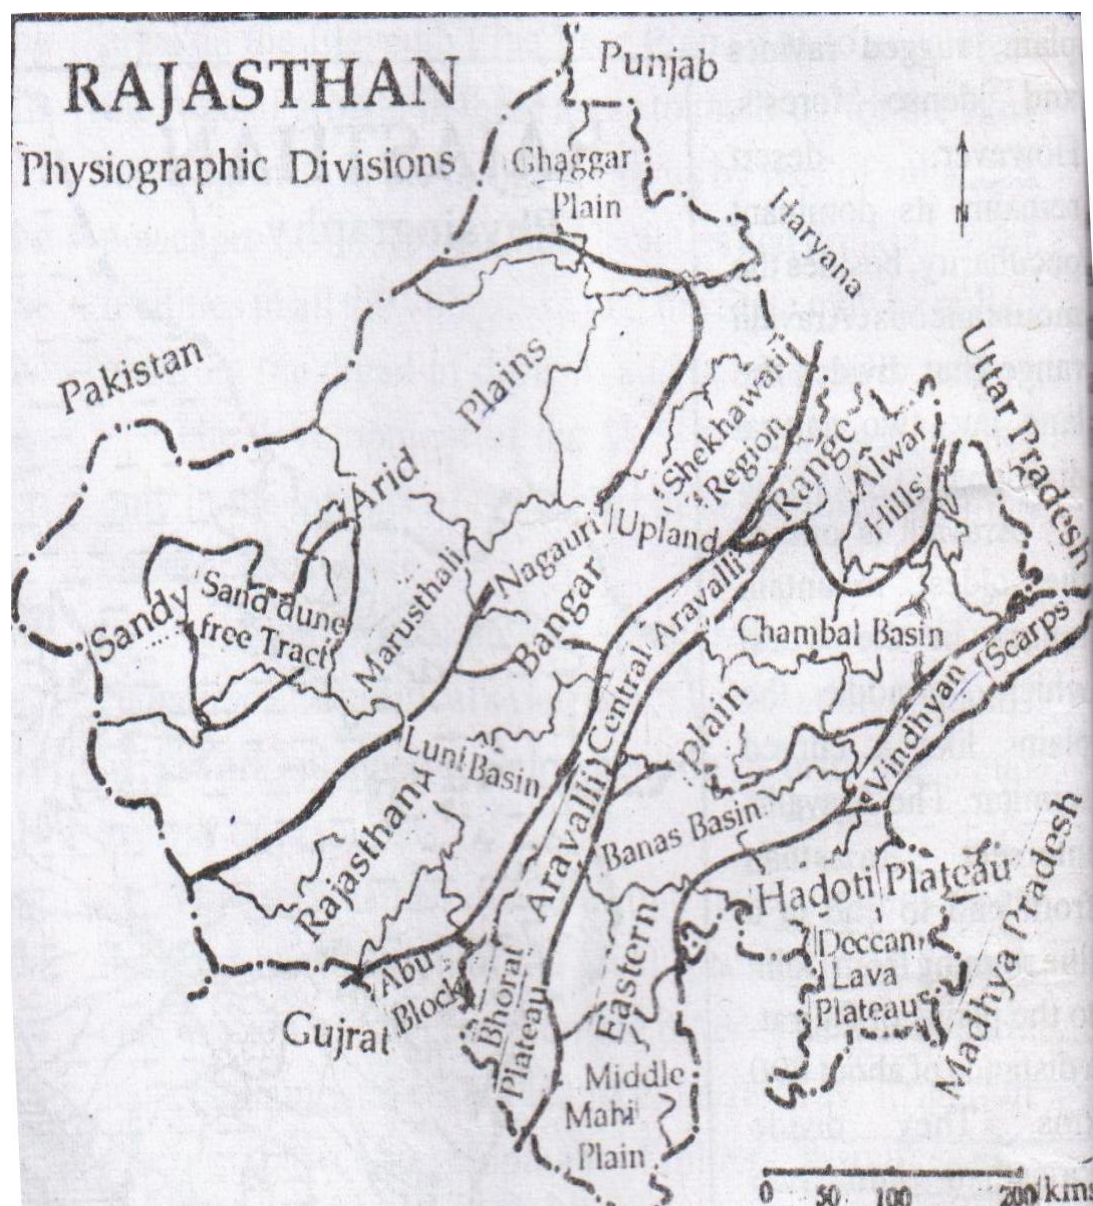 RAJASTHAN
Physiographic Divisions
Punjab
Ghaggar
Plain
Haryana
N
Pakistan
Uttar Pradesh
Plains
Arid
Shekhawati
Region
Range
Alwar
Hills
Upland
Nagauri
Bangar
Marusthali
Sandy
Sand dune
free Tract
Central Aravalli
Chambal Basin
Vindhyan Scarps
plain
Luni Basin
Rajasthana
Aravalli
Banas Basin
Hadoti Plateau
Deccan
Lava
Plateau
Madhya Pradesh
Eastern
Abu
Block
Gujrat
Bhorat
Plateau
Middle
Mahi
Plain
0 50 100 200/kms